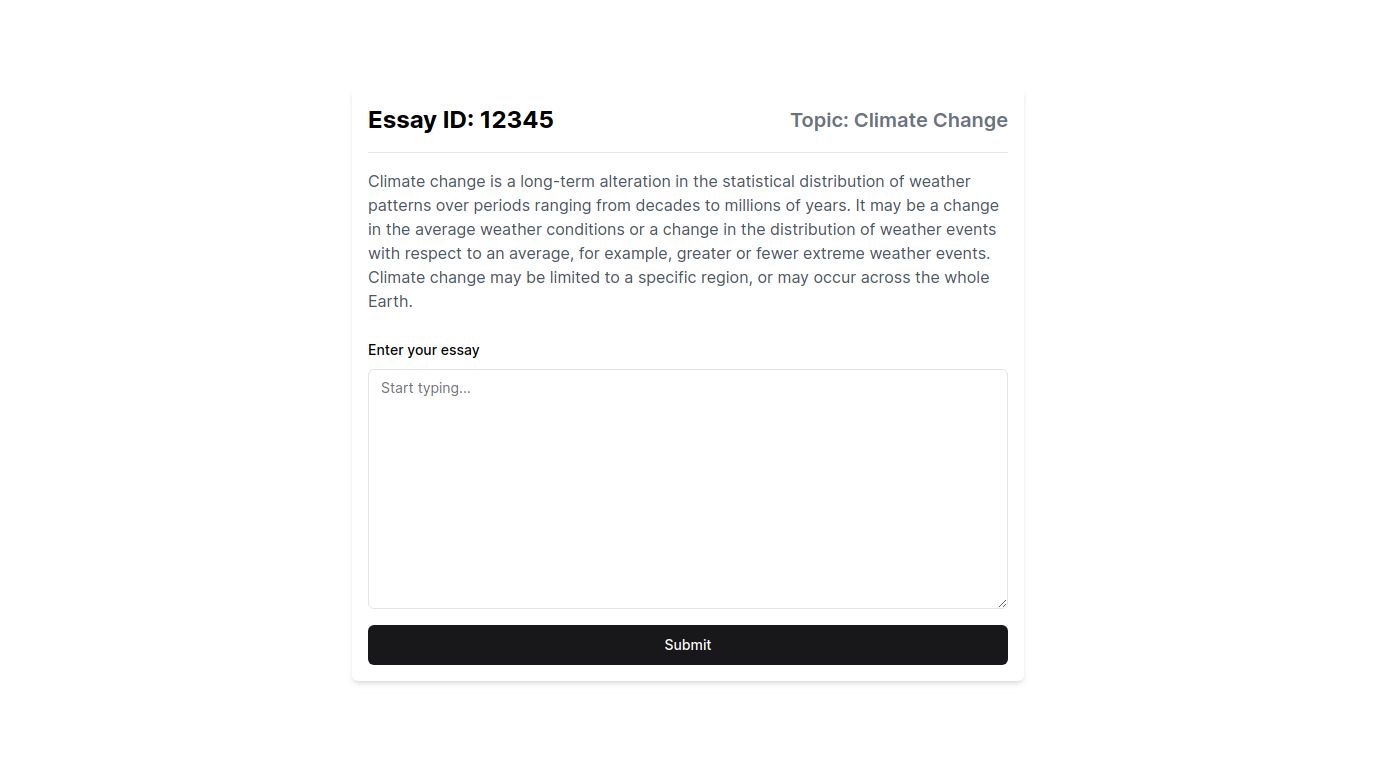 Essay ID: 12345
Topic: Climate Change
Climate change is a long-term alteration in the statistical distribution of weather
patterns over periods ranging from decades to millions of years. It may be a change
in the average weather conditions or a change in the distribution of weather events
with respect to an average, for example, greater or fewer extreme weather events.
Climate change may be limited to a specific region, or may occur across the whole
Earth.
Enter your essay
Start typing...
Submit